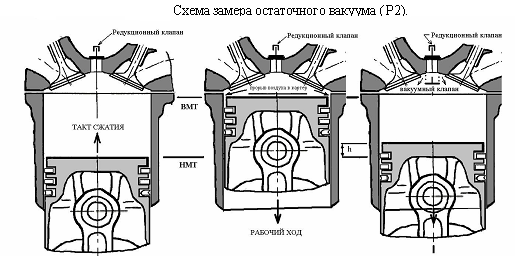 Схема замера остаточного вакуума (P2).
Редукционный клапан
Редукционный клапан
Редукционный клапан
прорыв воздуха в картер
вакуумный клапан
ВМТ
ТАКТ СЖАТИЯ
h
НМТ
РАБОЧИЙ ХОД